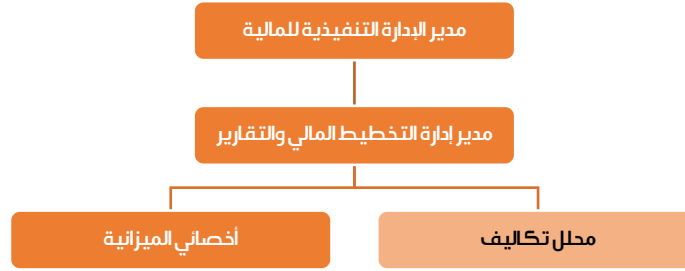 مدير الإدارة التنفيذية للمالية
مدير إدارة التخطيط المالي والتقارير
محلل تكاليف
أخصائي الميزانية